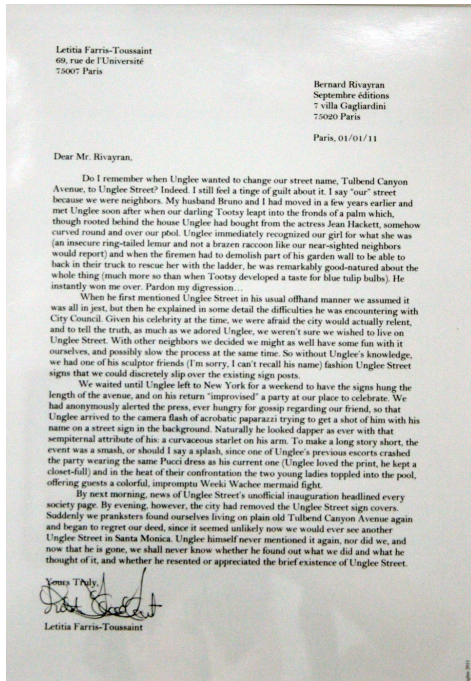 Letitia Farris-Toussaint
69, rue de l'Université
75007 Paris
Bernard Rivayran
Septembre éditions
7 villa Gagliardini
75020 Paris
Paris, 01/01/11
Dear Mr. Rivayran,
Do I remember when Unglee wanted to change our street name, Tulbend Canyon
Avenue, to Unglee Street? Indeed. I still feel a tinge of guilt about it. I say "our" street
because we were neighbors. My husband Bruno and I had moved in a few years earlier and
met Unglee soon after when our darling Tootsy leapt into the fronds of a palm which,
though rooted behind the house Unglee had bought from the actress Jean Hackett, somehow
curved round and over our pool. Unglee immediately recognized our girl for what she was
(an insecure ring-tailed lemur and not a brazen raccoon like our near-sighted neighbors
would report) and when the firemen had to demolish part of his garden wall to be able to
back in their truck to rescue her with the ladder, he was remarkably good-natured about the
whole thing (much more so than when Tootsy developed a taste for blue tulip bulbs). He
instantly won me over. Pardon my digression...
When he first mentioned Unglee Street in his usual offhand manner we assumed it
was all in jest, but then he explained in some detail the difficulties he was encountering with
City Council. Given his celebrity at the time, we were afraid the city would actually relent,
and to tell the truth, as much as we adored Unglee, we weren't sure we wished to live on
Unglee Street. With other neighbors we decided we might as well have some fun with it
ourselves, and possibly slow the process at the same time. So without Unglee's knowledge,
we had one of his sculptor friends (I'm sorry, I can't recall his name) fashion Unglee Street
signs that we could discretely slip over the existing sign posts.
We waited until Unglee left to New York for a weekend to have the signs hung the
length of the avenue, and on his return "improvised" a party at our place to celebrate. We
had anonymously alerted the press, ever hungry for gossip regarding our friend, so that
Unglee arrived to the camera flash of acrobatic paparazzi trying to get a shot of him with his
name on a street sign in the background. Naturally he looked dapper as ever with that
sempiternal attribute of his: a curvaceous starlet on his arm. To make a long story short, the
event was a smash, or should I say a splash, since one of Unglee's previous escorts crashed
the party wearing the same Pucci dress as his current one (Unglee loved the print, he kept a
closet-full) and in the heat of their confrontation the two young ladies toppled into the pool,
offering guests a colorful, impromptu Weeki Wachee mermaid fight.
By next morning, news of Unglee Street's unofficial inauguration headlined every
society page. By evening, however, the city had removed the Unglee Street sign covers.
Suddenly we pranksters found ourselves living on plain old Tulbend Canyon Avenue again
and began to regret our deed, since it seemed unlikely now we would ever see another
Unglee Street in Santa Monica. Unglee himself never mentioned it again, nor did we, and
now that he is gone, we shall never know whether he found out what we did and what he
thought of it, and whether he resented or appreciated the brief existence of Unglee Street.
Yours Truly,
Letitia Farris-Toussaint